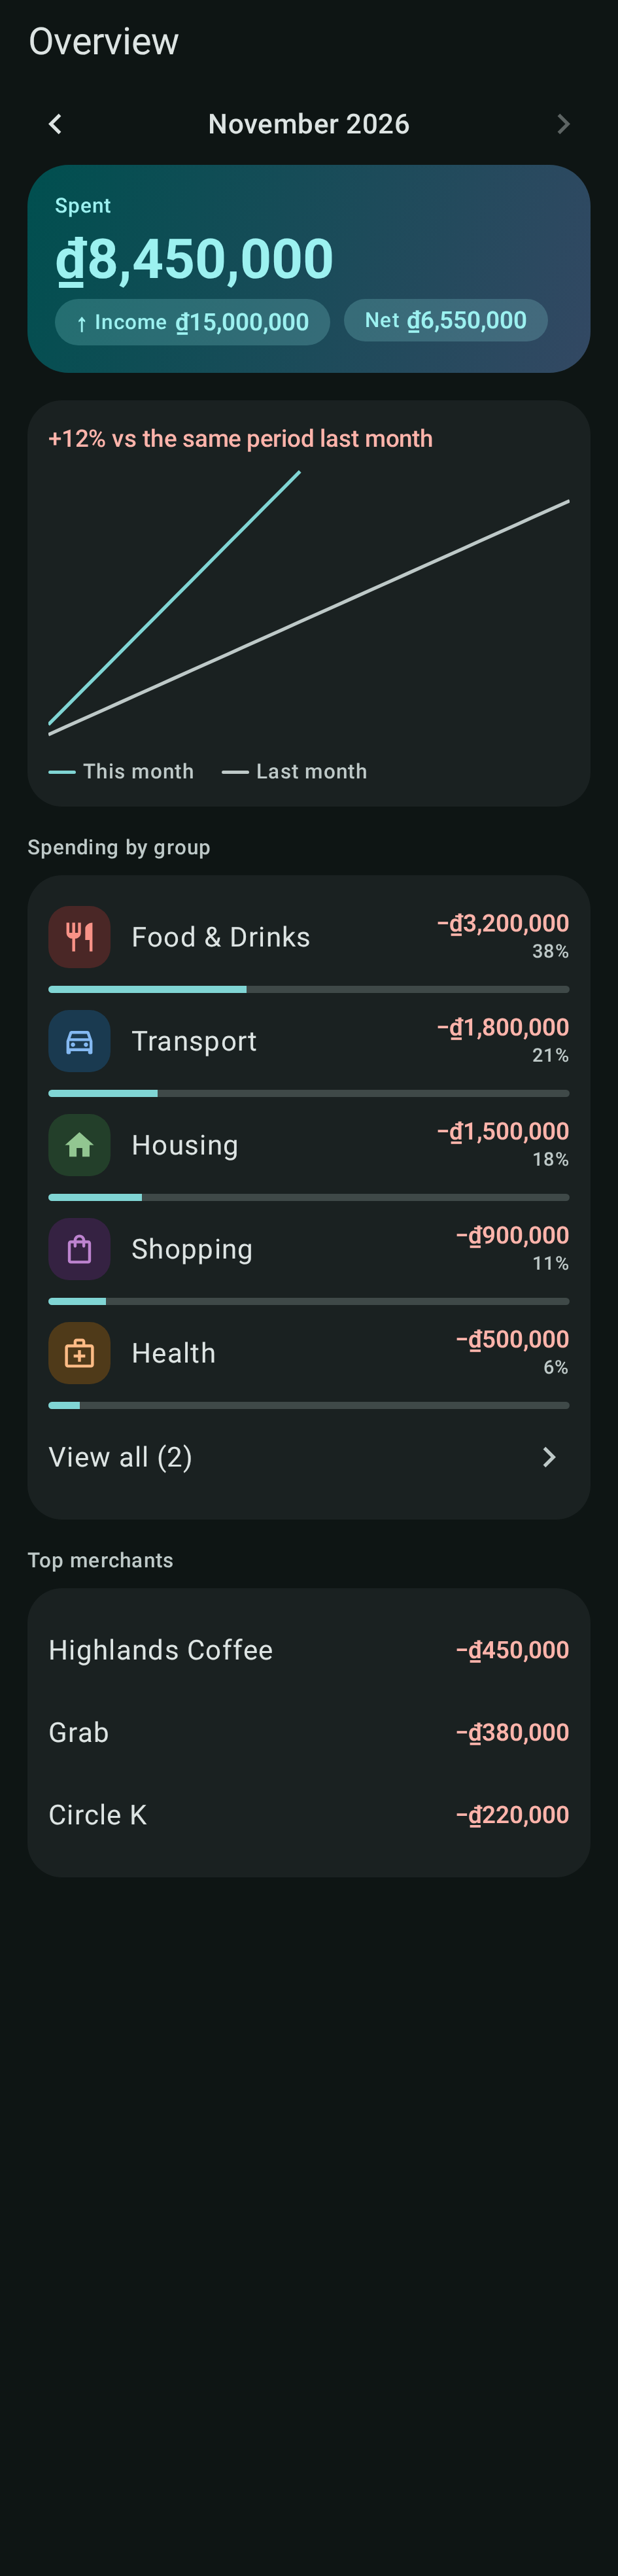 Overview
November 2026
Spent
₫8,450,000
↑ Income ₫15,000,000
Net ₫6,550,000
+12% vs the same period last month
This month
Last month
Spending by group
Food & Drinks
−₫3,200,000
38%
Transport
−₫1,800,000
21%
Housing
−₫1,500,000
18%
Shopping
−₫900,000
11%
Health
−₫500,000
6%
View all (2)
Top merchants
Highlands Coffee
−₫450,000
Grab
−₫380,000
Circle K
−₫220,000